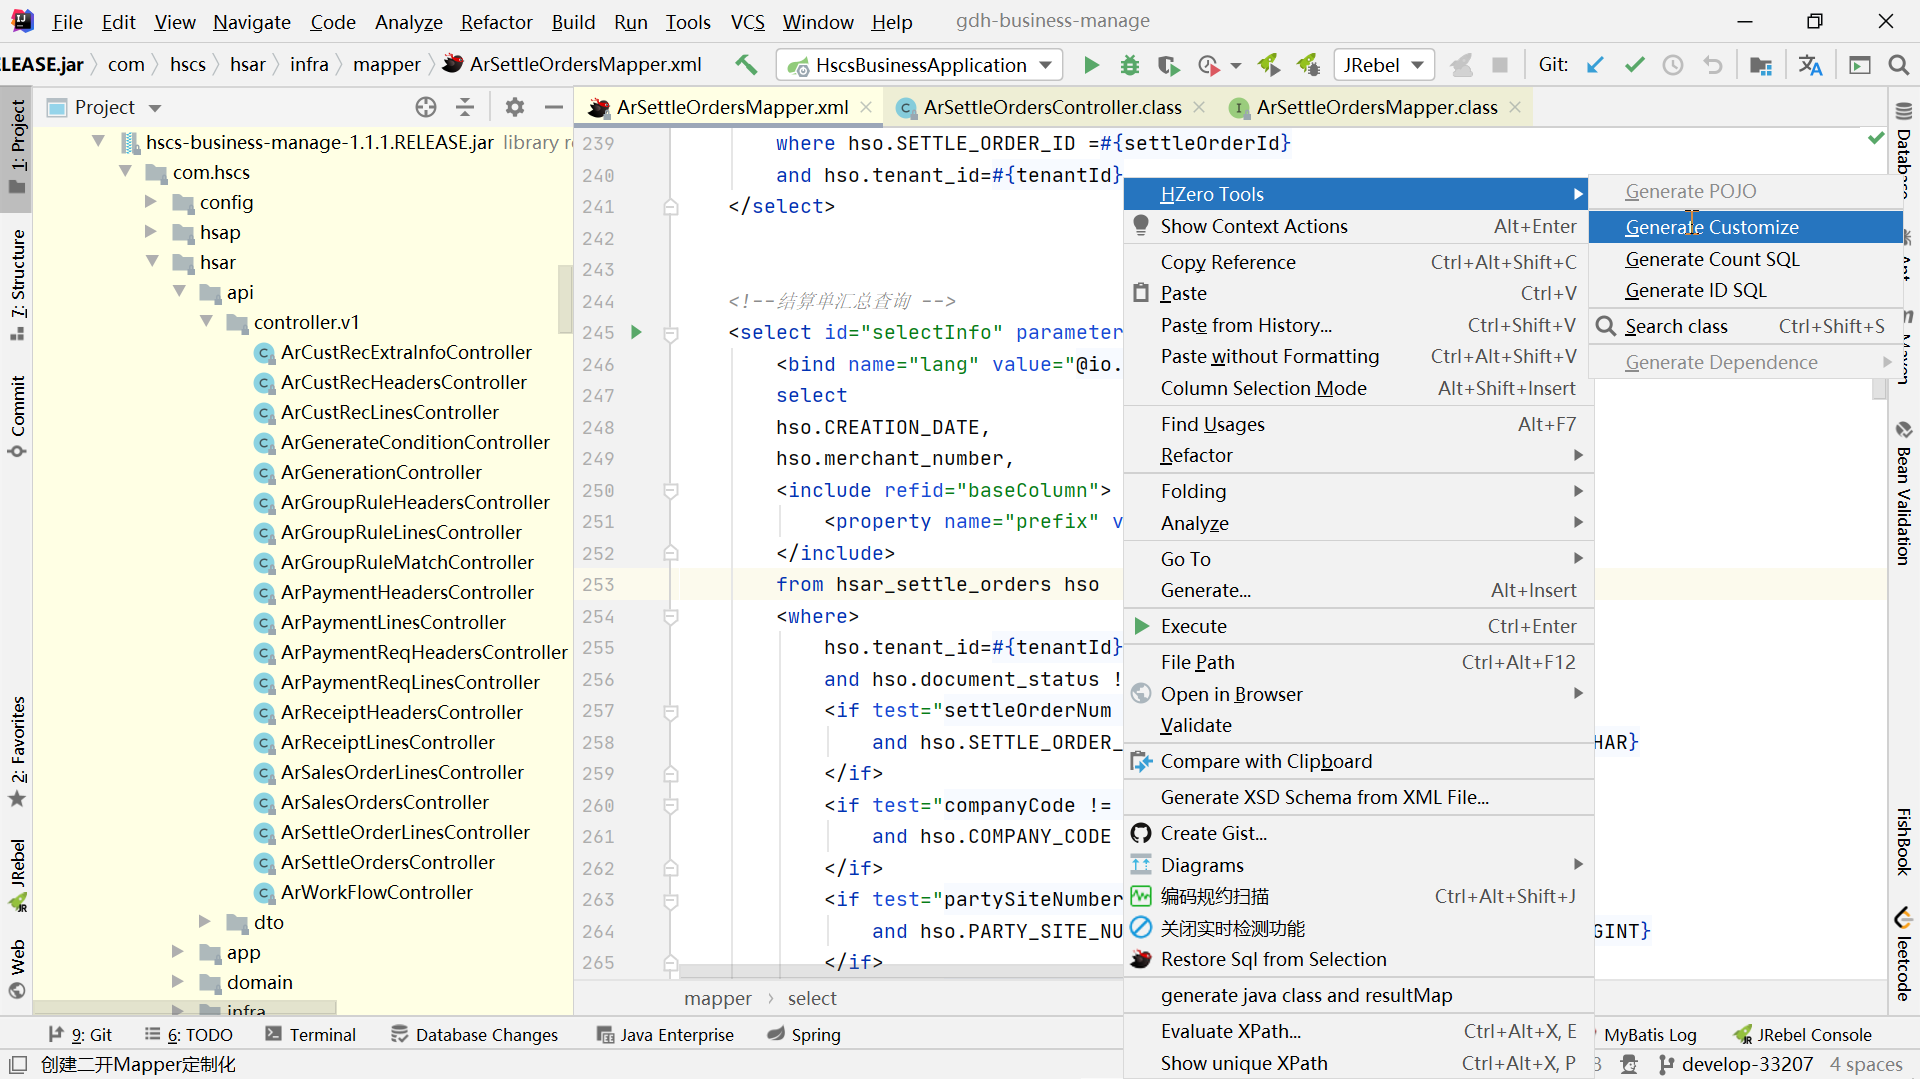 File Edit View Navigate Code Analyze Refactor Build Run Tools VCS Window Help gdh-business-manage
LEASE.jar com hscs hsar infra mapper ArSettleOrdersMapper.xml HscsBusinessApplication JRebel Git:
Project ArSettleOrdersMapper.xml ArSettleOrdersController.class ArSettleOrdersMapper.class
1: Project
7: Structure
Commit
2: Favorites
JRebel
Web
hscs-business-manage-1.1.1.RELEASE.jar library
com.hscs
config
hsap
hsar
api
controller.v1
ArCustRecExtraInfoController
ArCustRecHeadersController
ArCustRecLinesController
ArGenerateConditionController
ArGenerationController
ArGroupRuleHeadersController
ArGroupRuleLinesController
ArGroupRuleMatchController
ArPaymentHeadersController
ArPaymentLinesController
ArPaymentReqHeadersController
ArPaymentReqLinesController
ArReceiptHeadersController
ArReceiptLinesController
ArSalesOrderLinesController
ArSalesOrdersController
ArSettleOrderLinesController
ArSettleOrdersController
ArWorkFlowController
dto
app
domain
infra
239 where hso.SETTLE_ORDER_ID =#{settleOrderId}
240 and hso.tenant_id=#{tenantId}
241 </select>
242
243
244 <!--结算单汇总查询 -->
245 <select id="selectInfo" parameter
246 <bind name="lang" value="@io.
247 select
248 hso.CREATION_DATE,
249 hso.merchant_number,
250 <include refid="baseColumn">
251 <property name="prefix" v
252 </include>
253 from hsar_settle_orders hso
254 <where>
255 hso.tenant_id=#{tenantId}
256 and hso.document_status !
257 <if test="settleOrderNum
258 and hso.SETTLE_ORDER_ HAR}
259 </if>
260 <if test="companyCode !=
261 and hso.COMPANY_CODE
262 </if>
263 <if test="partySiteNumber
264 and hso.PARTY_SITE_NU GINT}
265 </if>
mapper › select
HZero Tools
Show Context Actions Alt+Enter
Copy Reference Ctrl+Alt+Shift+C
Paste Ctrl+V
Paste from History... Ctrl+Shift+V
Paste without Formatting Ctrl+Alt+Shift+V
Column Selection Mode Alt+Shift+Insert
Find Usages Alt+F7
Refactor
Folding
Analyze
Go To
Generate... Alt+Insert
Execute Ctrl+Enter
File Path Ctrl+Alt+F12
Open in Browser
Validate
Compare with Clipboard
Generate XSD Schema from XML File...
Create Gist...
Diagrams
编码规约扫描 Ctrl+Alt+Shift+J
关闭实时检测功能
Restore Sql from Selection
generate java class and resultMap
Evaluate XPath... Ctrl+Alt+X, E
Show unique XPath Ctrl+Alt+X, P
Generate POJO
Generate Customize
Generate Count SQL
Generate ID SQL
Search class Ctrl+Shift+S
Generate Dependence
Database
Ant
Maven
Bean Validation
FishBook
leetcode
9: Git 6: TODO Terminal Database Changes Java Enterprise Spring MyBatis Log JRebel Console
创建二开Mapper定制化 develop-33207 4 spaces